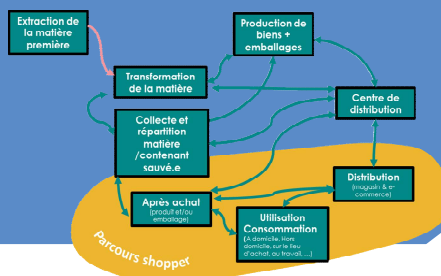 Extraction de
la matière
première
Production de
biens +
emballages
Transformation
de la matière
Centre de
distribution
Collecte et
répartition
matière
/contenant
sauvé.e
Distribution
(magasin & e-
commerce)
Après achat
(produit et/ou
emballage)
Utilisation
Consommation
(A domicile, Hors
domicile, sur le lieu
d'achat, au travail, ...)
Parcours shopper